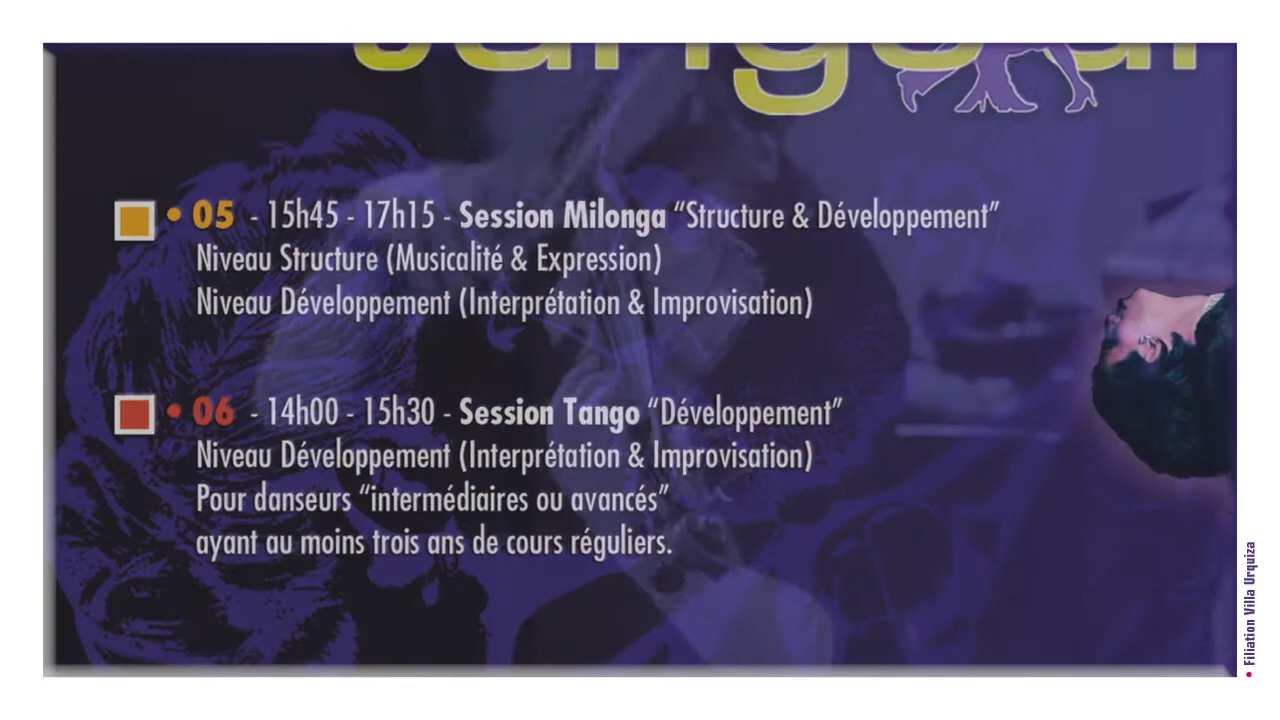 • 05 - 15h45 - 17h15 - Session Milonga “Structure & Développement”
Niveau Structure (Musicalité & Expression)
Niveau Développement (Interprétation & Improvisation)
• 06 - 14h00 - 15h30 - Session Tango “Développement”
Niveau Développement (Interprétation & Improvisation)
Pour danseurs “intermédiaires ou avancés”
ayant au moins trois ans de cours réguliers.
• Filiation Villa Urquiza